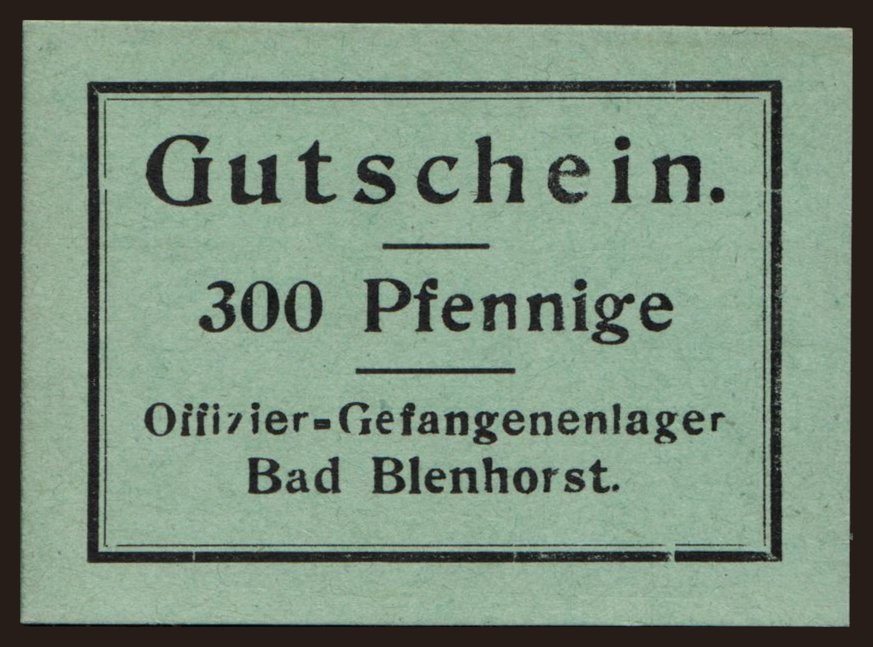 Gutschein.
300 Pfennige
Offizier=Gefangenenlager
Bad Blenhorst.